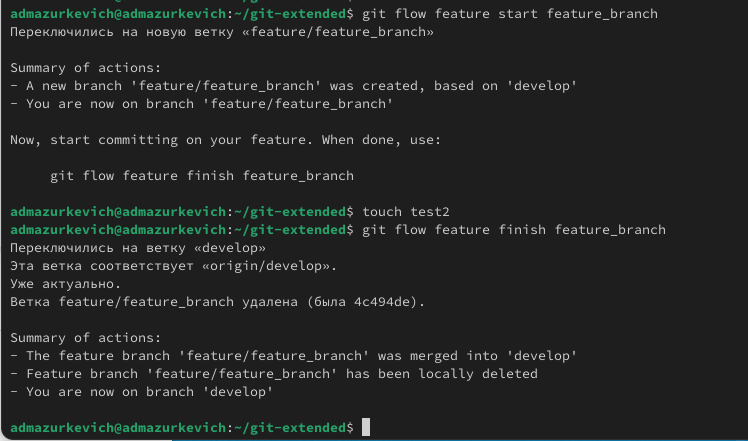 admazurkevich@admazurkevich:~/git-extended$ git flow feature start feature_branch
Переключились на новую ветку «feature/feature_branch»

Summary of actions:
- A new branch 'feature/feature_branch' was created, based on 'develop'
- You are now on branch 'feature/feature_branch'

Now, start committing on your feature. When done, use:

     git flow feature finish feature_branch

admazurkevich@admazurkevich:~/git-extended$ touch test2
admazurkevich@admazurkevich:~/git-extended$ git flow feature finish feature_branch
Переключились на ветку «develop»
Эта ветка соответствует «origin/develop».
Уже актуально.
Ветка feature/feature_branch удалена (была 4c494de).

Summary of actions:
- The feature branch 'feature/feature_branch' was merged into 'develop'
- Feature branch 'feature/feature_branch' has been locally deleted
- You are now on branch 'develop'

admazurkevich@admazurkevich:~/git-extended$